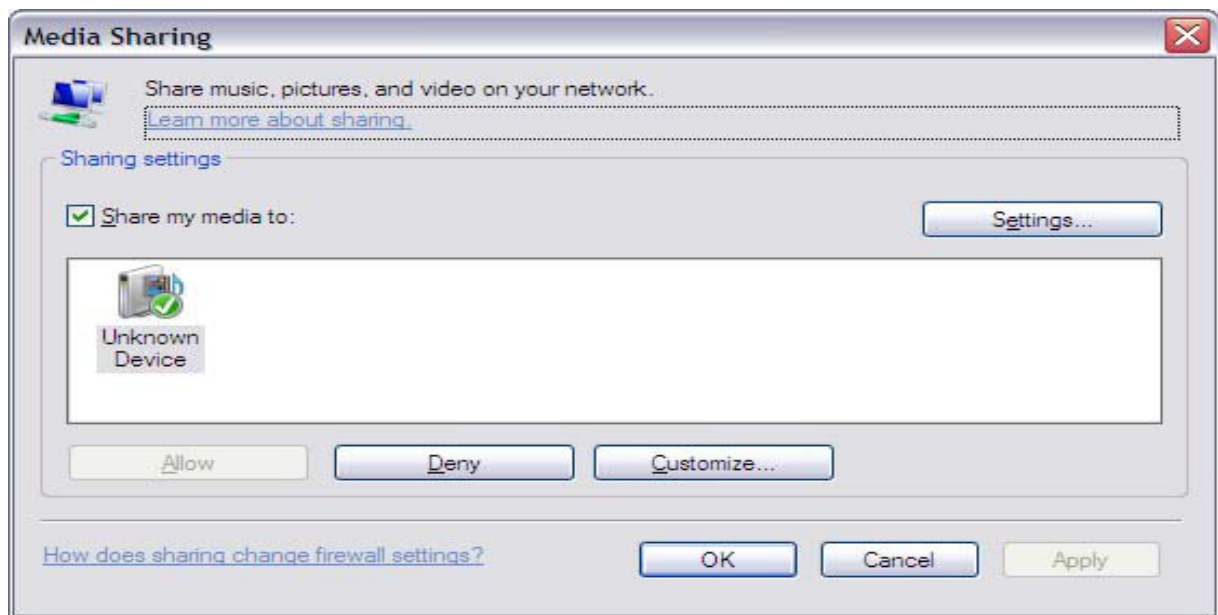 Media Sharing
Share music, pictures, and video on your network.
Learn more about sharing.
Sharing settings
Share my media to:
Settings...
Unknown
Device
Allow
Deny
Customize...
How does sharing change firewall settings?
OK
Cancel
Apply